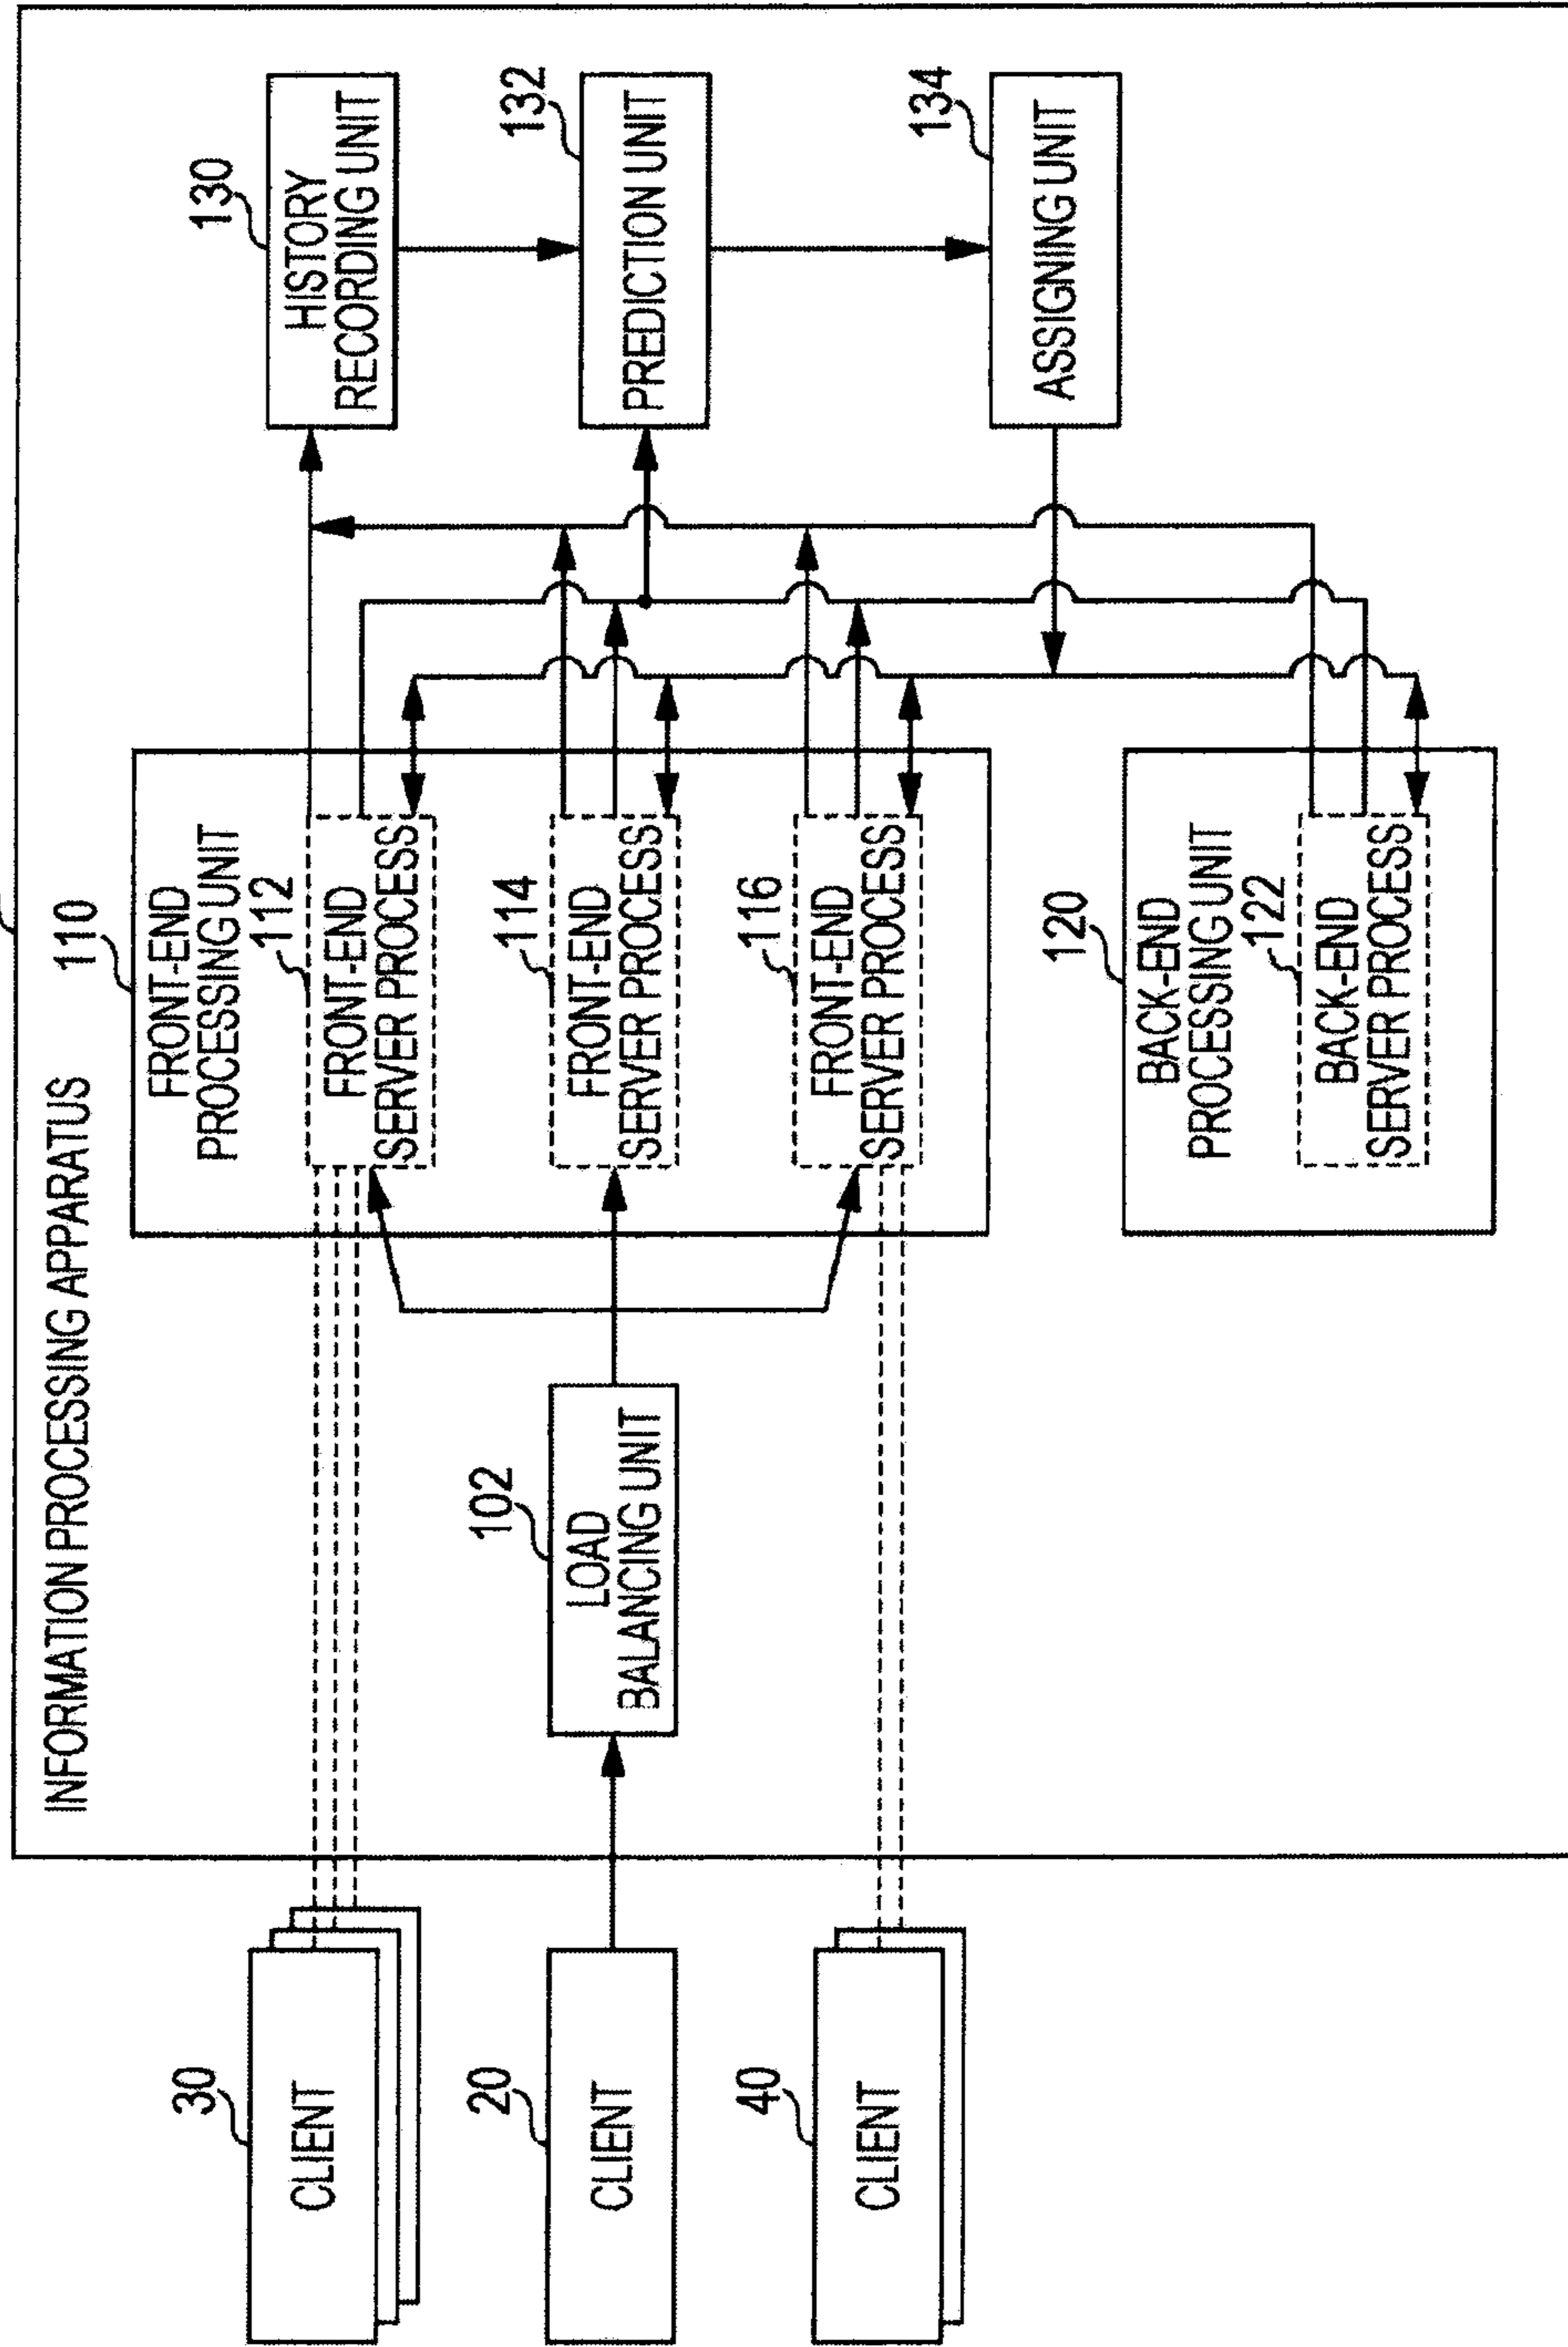 INFORMATION PROCESSING APPARATUS
30
CLIENT
20
CLIENT
40
CLIENT
102
LOAD
BALANCING UNIT
110
FRONT-END
PROCESSING UNIT
112
FRONT-END
SERVER PROCESS
114
FRONT-END
SERVER PROCESS
116
FRONT-END
SERVER PROCESS
120
BACK-END
PROCESSING UNIT
122
BACK-END
SERVER PROCESS
130
HISTORY
RECORDING UNIT
132
PREDICTION UNIT
134
ASSIGNING UNIT